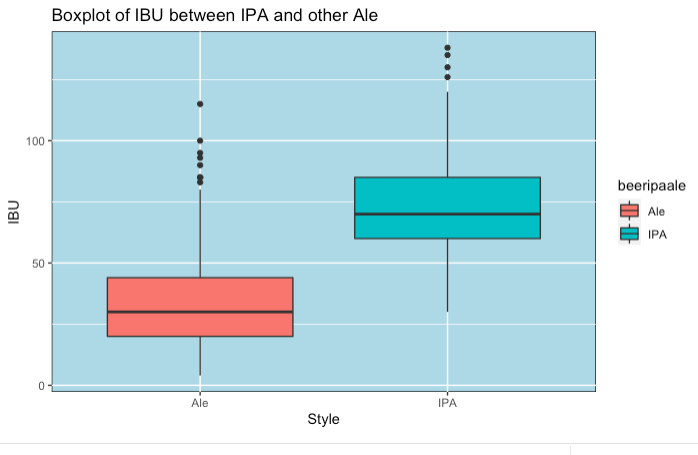 Boxplot of IBU between IPA and other Ale
IBU
100
50
0
Ale
IPA
Style
beeripaale
Ale
IPA